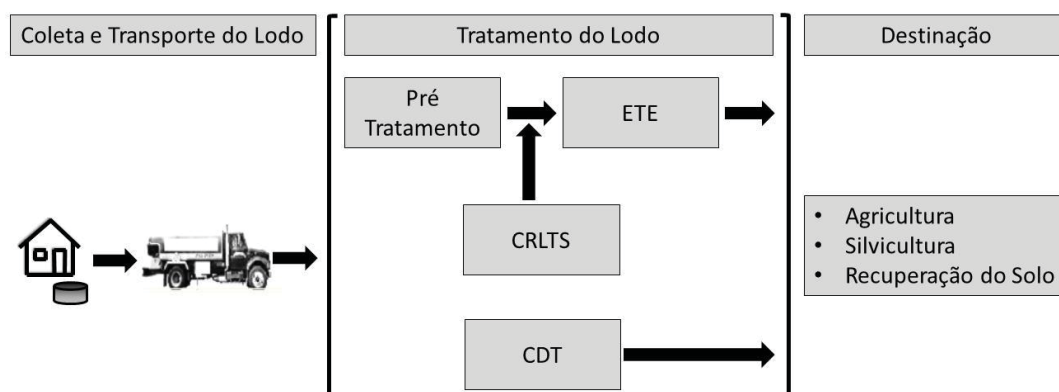 Coleta e Transporte do Lodo
Tratamento do Lodo
Destinação
Pré
Tratamento
ETE
CRLTS
CDT
• Agricultura
• Silvicultura
• Recuperação do Solo